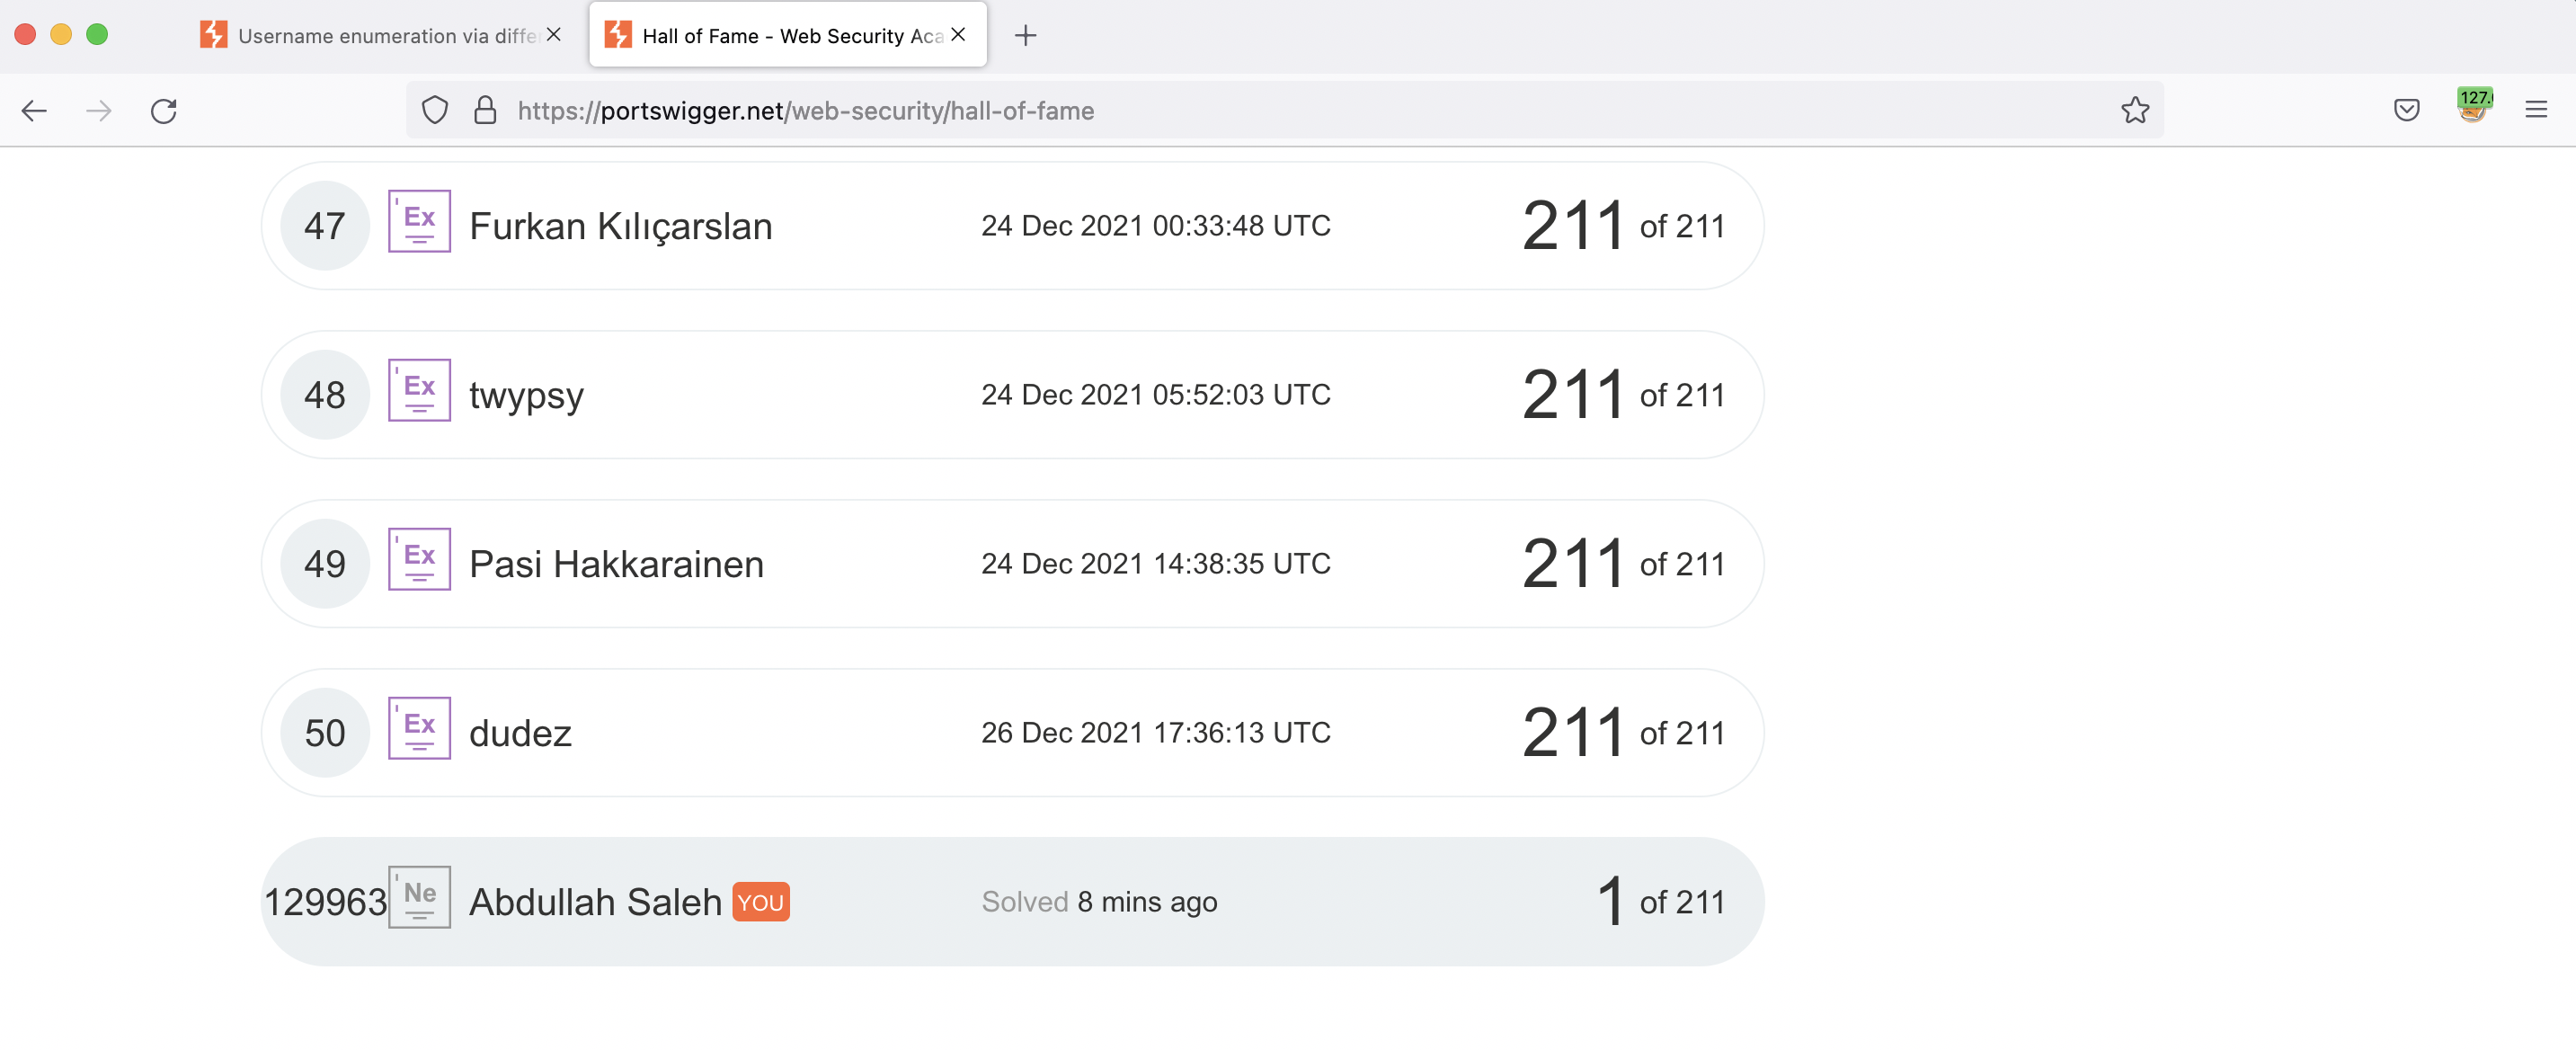 Username enumeration via differ
Hall of Fame - Web Security Aca
https://portswigger.net/web-security/hall-of-fame
127.
47 Ex Furkan Kılıçarslan 24 Dec 2021 00:33:48 UTC 211 of 211
48 Ex twypsy 24 Dec 2021 05:52:03 UTC 211 of 211
49 Ex Pasi Hakkarainen 24 Dec 2021 14:38:35 UTC 211 of 211
50 Ex dudez 26 Dec 2021 17:36:13 UTC 211 of 211
129963 Ne Abdullah Saleh YOU Solved 8 mins ago 1 of 211